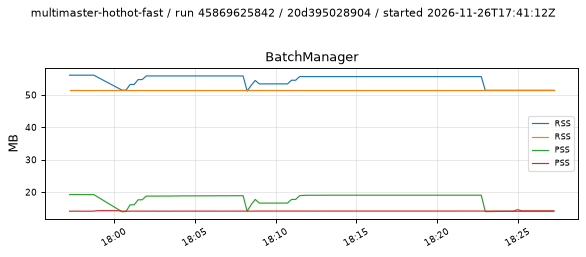 multimaster-hothot-fast / run 45869625842 / 20d395028904 / started 2026-11-26T17:41:12Z
BatchManager
MB
50
40
30
20
RSS
RSS
PSS
PSS
18:00
18:05
18:10
18:15
18:20
18:25